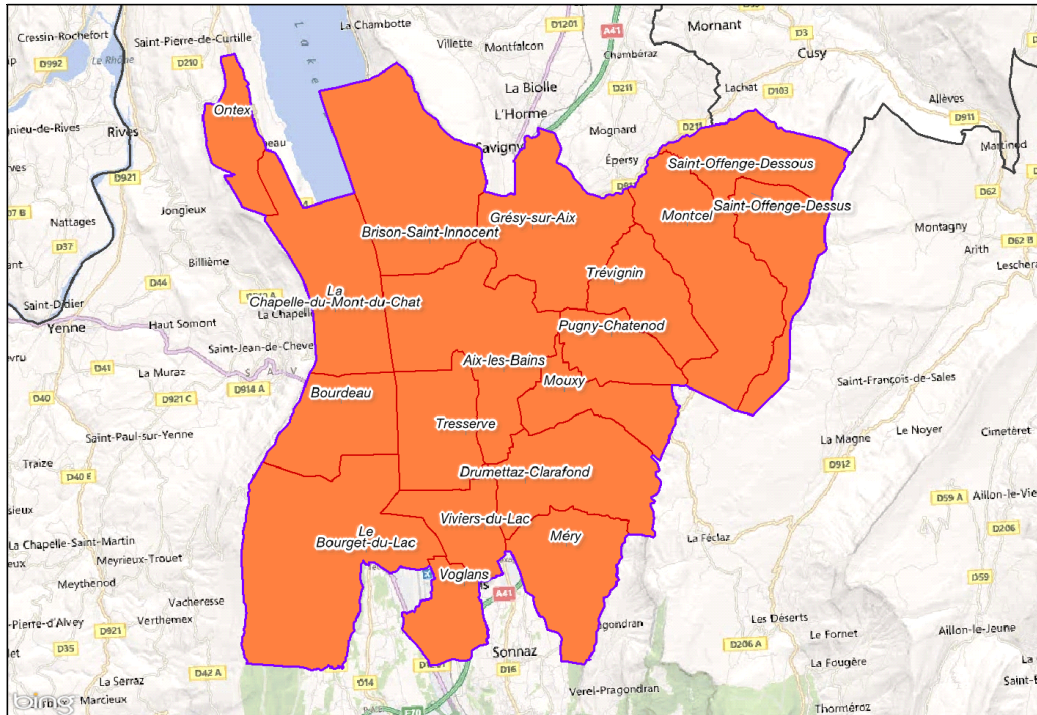 La Chambotte
Mornant
D1201
A41
D3
Cressin-Rochefort
Saint-Pierre-de-Curtille
Villette
Montfalcon
Chambéraz
Cusy
D992
D210
Le Rhône
La Biolle
D211
Lachat
D103
Allèves
L'Horme
D911
Ontex
Mognard
D211
Rives
Savigny
Martinod
D921
Épersy
Saint-Offenge-Dessous
D62
Jongieux
Saint-Offenge-Dessus
Montcel
Nattages
Grésy-sur-Aix
Montagny
D37
Brison-Saint-Innocent
D62 B
Arith
Billième
Trévignin
D44
La
Chapelle-du-Mont-du-Chat
Saint-Didier
La Chapelle
Yenne
Haut Somont
Pugny-Chatenod
Saint-Jean-de-Cheve
Aix-les-Bains
D41
La Muraz
Mouxy
Saint-François-de-Sales
D914 A
Bourdeau
D40
D921 C
Tresserve
Le Noyer
Saint-Paul-sur-Yenne
La Magne
Cimetéret
Traize
D912
Drumettaz-Clarafond
D40 E
D59 A
Aillon-le-Vie
Viviers-du-Lac
D206
Le
Bourget-du-Lac
Méry
La Féclaz
La Chapelle-Saint-Martin
Meyrieux-Trouet
Voglans
Meythenod
D59
A41
Vacheresse
Verthemex
Les Déserts
D921
Le Fornet
Aillon-le-Jeune
D35
Sonnaz
D206 A
D42 A
D16
La Fougère
La Serraz
D14
Marcieux
Verel-Pragondran
Thorméroz
bing